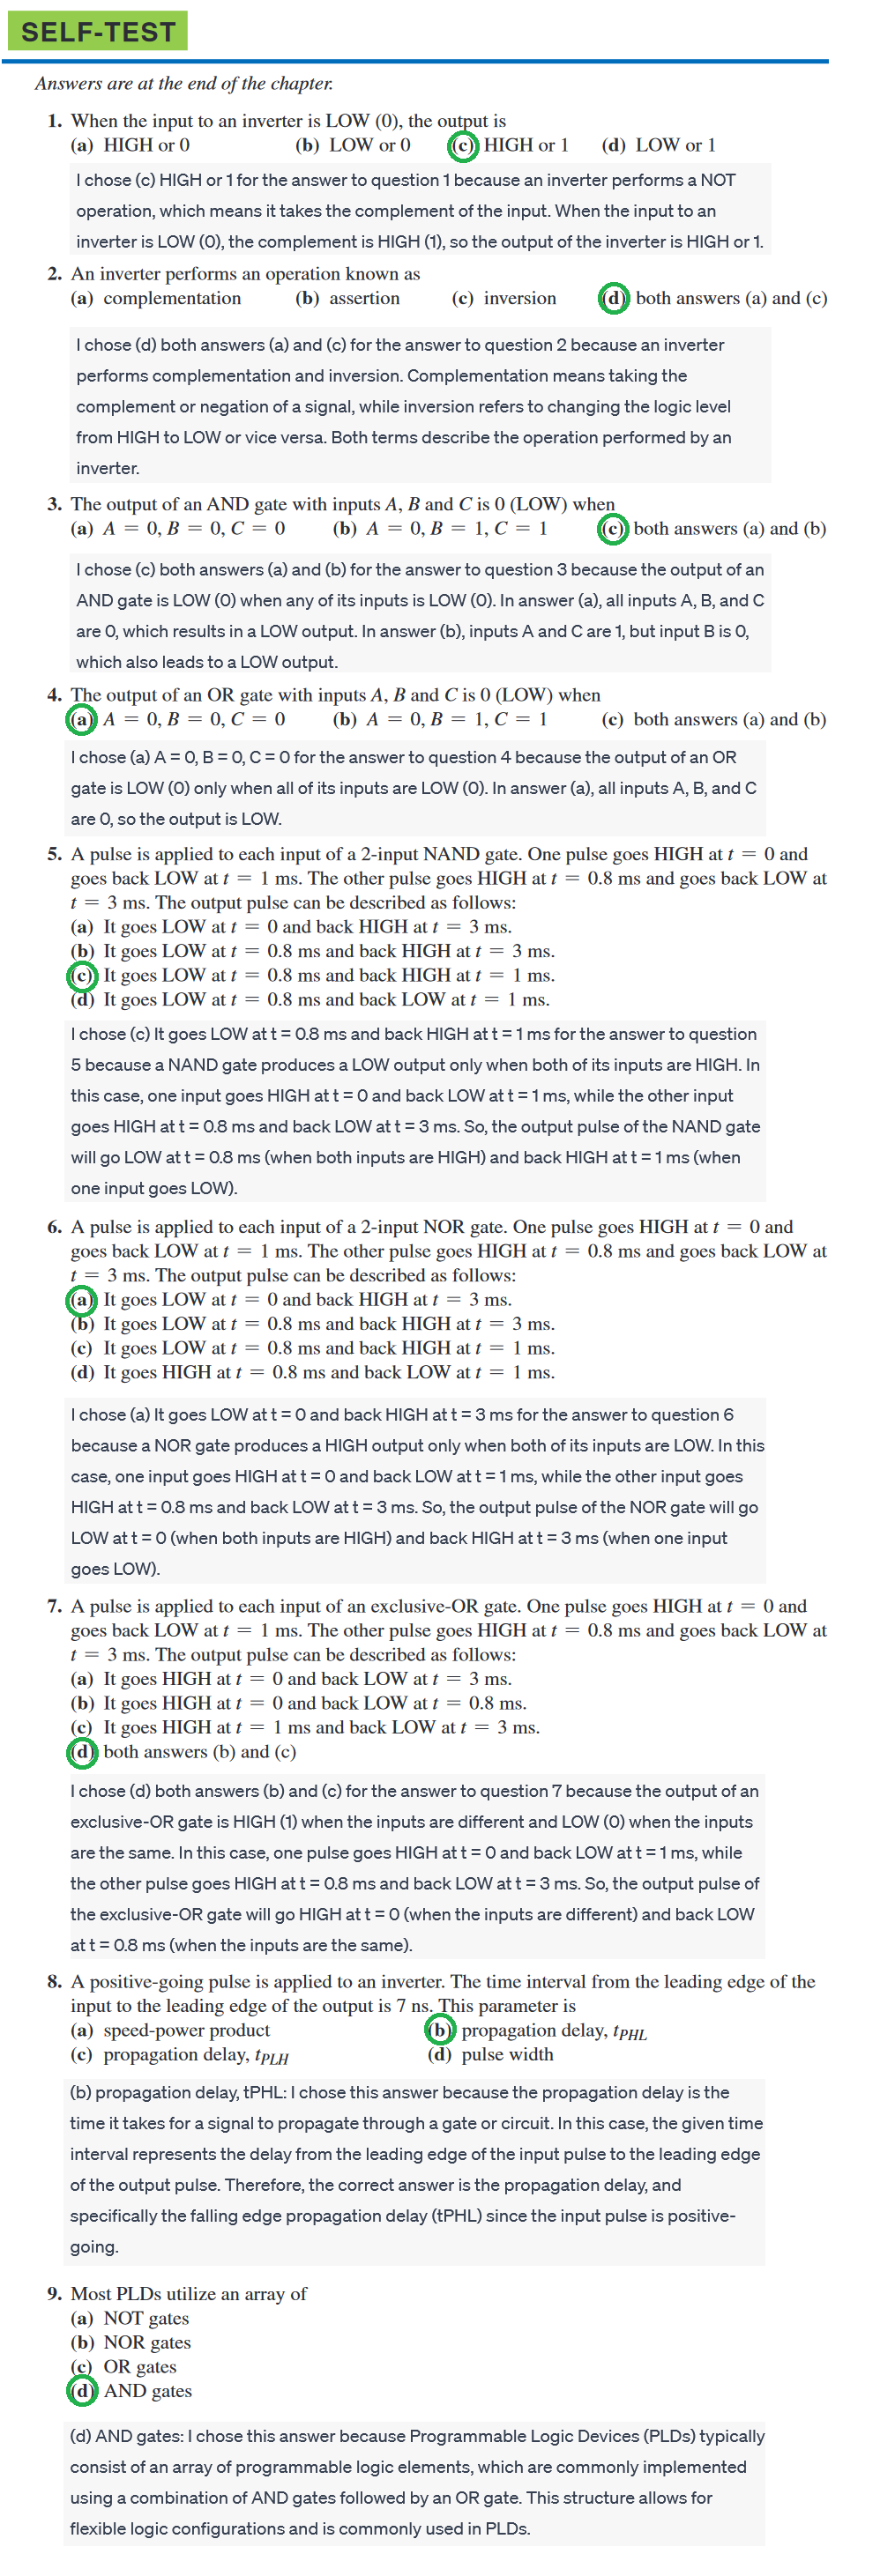 SELF-TEST
Answers are at the end of the chapter.
1. When the input to an inverter is LOW (0), the output is
(a) HIGH or 0 (b) LOW or 0 (c) HIGH or 1 (d) LOW or 1
I chose (c) HIGH or 1 for the answer to question 1 because an inverter performs a NOT
operation, which means it takes the complement of the input. When the input to an
inverter is LOW (0), the complement is HIGH (1), so the output of the inverter is HIGH or 1.
2. An inverter performs an operation known as
(a) complementation (b) assertion (c) inversion (d) both answers (a) and (c)
I chose (d) both answers (a) and (c) for the answer to question 2 because an inverter
performs complementation and inversion. Complementation means taking the
complement or negation of a signal, while inversion refers to changing the logic level
from HIGH to LOW or vice versa. Both terms describe the operation performed by an
inverter.
3. The output of an AND gate with inputs A, B and C is 0 (LOW) when
(a) A = 0, B = 0, C = 0 (b) A = 0, B = 1, C = 1 (c) both answers (a) and (b)
I chose (c) both answers (a) and (b) for the answer to question 3 because the output of an
AND gate is LOW (0) when any of its inputs is LOW (0). In answer (a), all inputs A, B, and C
are 0, which results in a LOW output. In answer (b), inputs A and C are 1, but input B is 0,
which also leads to a LOW output.
4. The output of an OR gate with inputs A, B and C is 0 (LOW) when
(a) A = 0, B = 0, C = 0 (b) A = 0, B = 1, C = 1 (c) both answers (a) and (b)
I chose (a) A = 0, B = 0, C = 0 for the answer to question 4 because the output of an OR
gate is LOW (0) only when all of its inputs are LOW (0). In answer (a), all inputs A, B, and C
are 0, so the output is LOW.
5. A pulse is applied to each input of a 2-input NAND gate. One pulse goes HIGH at t = 0 and
goes back LOW at t = 1 ms. The other pulse goes HIGH at t = 0.8 ms and goes back LOW at
t = 3 ms. The output pulse can be described as follows:
(a) It goes LOW at t = 0 and back HIGH at t = 3 ms.
(b) It goes LOW at t = 0.8 ms and back HIGH at t = 3 ms.
(c) It goes LOW at t = 0.8 ms and back HIGH at t = 1 ms.
(d) It goes LOW at t = 0.8 ms and back LOW at t = 1 ms.
I chose (c) It goes LOW at t = 0.8 ms and back HIGH at t = 1 ms for the answer to question
5 because a NAND gate produces a LOW output only when both of its inputs are HIGH. In
this case, one input goes HIGH at t = 0 and back LOW at t = 1 ms, while the other input
goes HIGH at t = 0.8 ms and back LOW at t = 3 ms. So, the output pulse of the NAND gate
will go LOW at t = 0.8 ms (when both inputs are HIGH) and back HIGH at t = 1 ms (when
one input goes LOW).
6. A pulse is applied to each input of a 2-input NOR gate. One pulse goes HIGH at t = 0 and
goes back LOW at t = 1 ms. The other pulse goes HIGH at t = 0.8 ms and goes back LOW at
t = 3 ms. The output pulse can be described as follows:
(a) It goes LOW at t = 0 and back HIGH at t = 3 ms.
(b) It goes LOW at t = 0.8 ms and back HIGH at t = 3 ms.
(c) It goes LOW at t = 0.8 ms and back HIGH at t = 1 ms.
(d) It goes HIGH at t = 0.8 ms and back LOW at t = 1 ms.
I chose (a) It goes LOW at t = 0 and back HIGH at t = 3 ms for the answer to question 6
because a NOR gate produces a HIGH output only when both of its inputs are LOW. In this
case, one input goes HIGH at t = 0 and back LOW at t = 1 ms, while the other input goes
HIGH at t = 0.8 ms and back LOW at t = 3 ms. So, the output pulse of the NOR gate will go
LOW at t = 0 (when both inputs are HIGH) and back HIGH at t = 3 ms (when one input
goes LOW).
7. A pulse is applied to each input of an exclusive-OR gate. One pulse goes HIGH at t = 0 and
goes back LOW at t = 1 ms. The other pulse goes HIGH at t = 0.8 ms and goes back LOW at
t = 3 ms. The output pulse can be described as follows:
(a) It goes HIGH at t = 0 and back LOW at t = 3 ms.
(b) It goes HIGH at t = 0 and back LOW at t = 0.8 ms.
(c) It goes HIGH at t = 1 ms and back LOW at t = 3 ms.
(d) both answers (b) and (c)
I chose (d) both answers (b) and (c) for the answer to question 7 because the output of an
exclusive-OR gate is HIGH (1) when the inputs are different and LOW (0) when the inputs
are the same. In this case, one pulse goes HIGH at t = 0 and back LOW at t = 1 ms, while
the other pulse goes HIGH at t = 0.8 ms and back LOW at t = 3 ms. So, the output pulse of
the exclusive-OR gate will go HIGH at t = 0 (when the inputs are different) and back LOW
at t = 0.8 ms (when the inputs are the same).
8. A positive-going pulse is applied to an inverter. The time interval from the leading edge of the
input to the leading edge of the output is 7 ns. This parameter is
(a) speed-power product (b) propagation delay, tPHL
(c) propagation delay, tPLH (d) pulse width
(b) propagation delay, tPHL: I chose this answer because the propagation delay is the
time it takes for a signal to propagate through a gate or circuit. In this case, the given time
interval represents the delay from the leading edge of the input pulse to the leading edge
of the output pulse. Therefore, the correct answer is the propagation delay, and
specifically the falling edge propagation delay (tPHL) since the input pulse is positive-
going.
9. Most PLDs utilize an array of
(a) NOT gates
(b) NOR gates
(c) OR gates
(d) AND gates
(d) AND gates: I chose this answer because Programmable Logic Devices (PLDs) typically
consist of an array of programmable logic elements, which are commonly implemented
using a combination of AND gates followed by an OR gate. This structure allows for
flexible logic configurations and is commonly used in PLDs.